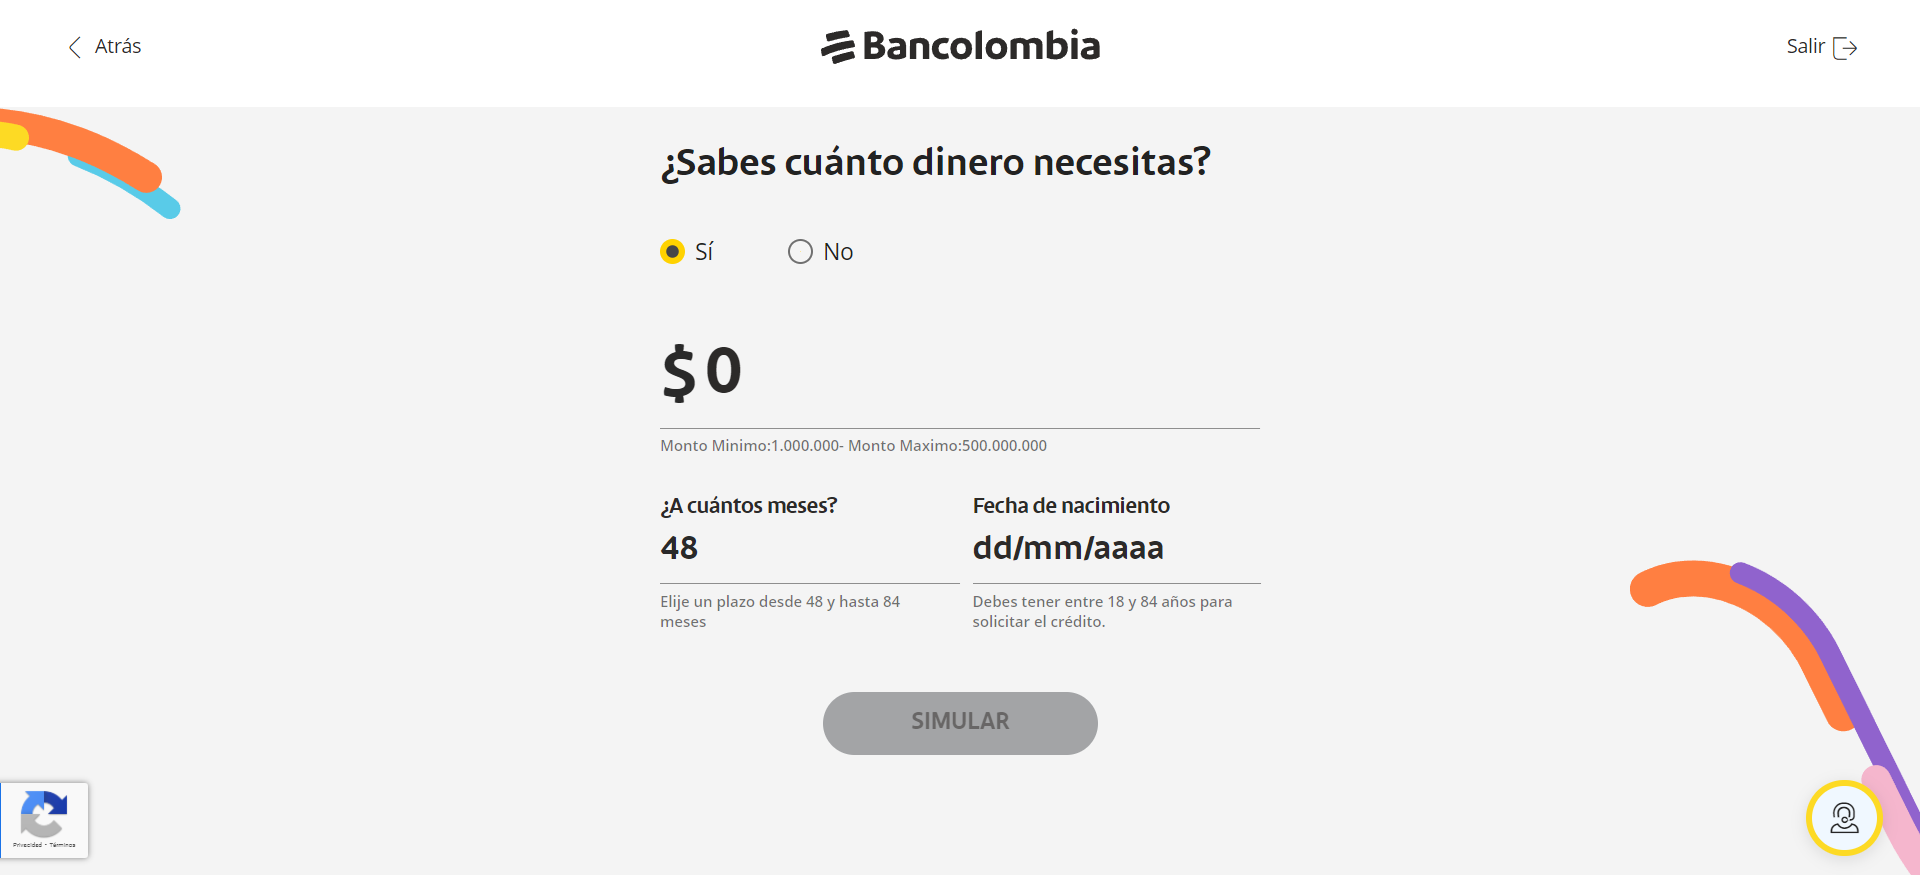 Atrás
Bancolombia
Salir
¿Sabes cuánto dinero necesitas?
Sí
No
$ 0
Monto Minimo:1.000.000- Monto Maximo:500.000.000
¿A cuántos meses?
48
Elije un plazo desde 48 y hasta 84
meses
Fecha de nacimiento
dd/mm/aaaa
Debes tener entre 18 y 84 años para
solicitar el crédito.
SIMULAR
Privacidad - Términos